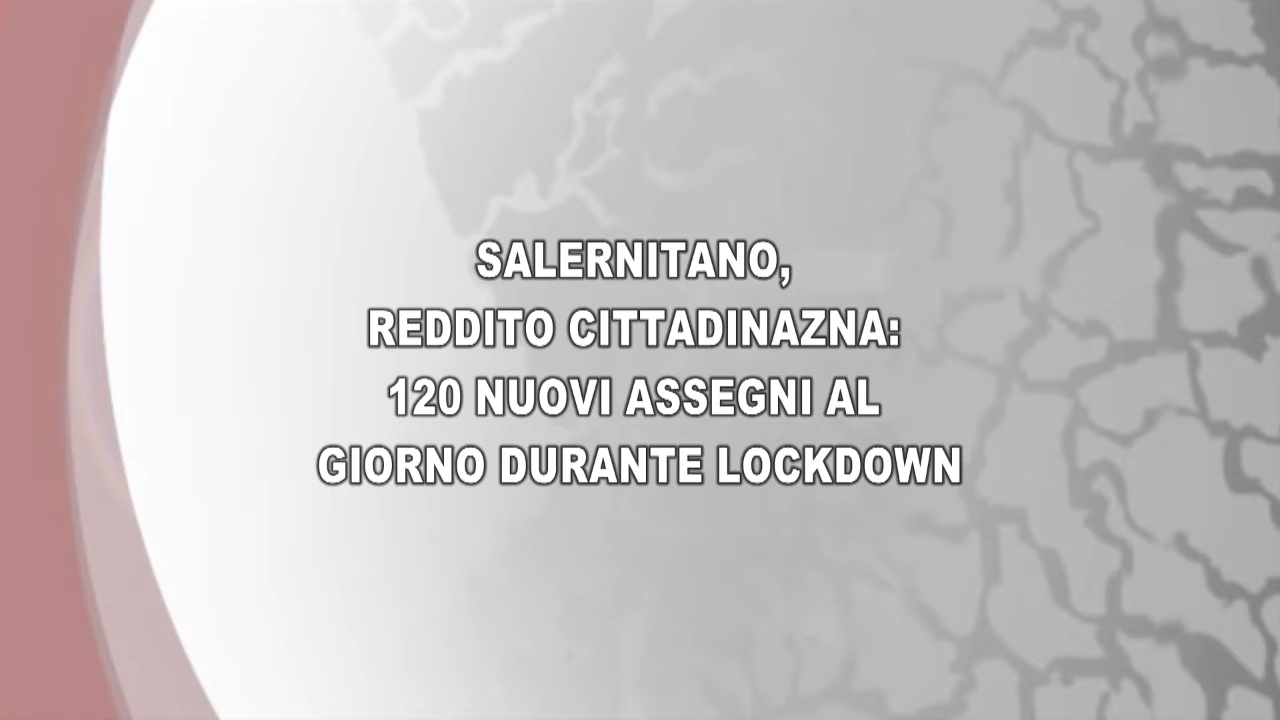 SALERNITANO,
REDDITO CITTADINAZNA:
120 NUOVI ASSEGNI AL
GIORNO DURANTE LOCKDOWN